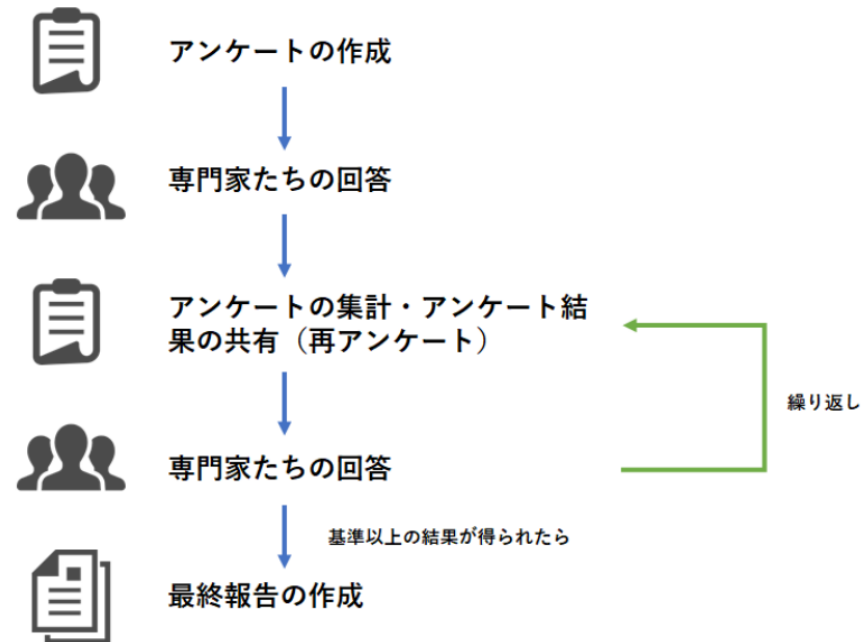 アンケートの作成
専門家たちの回答
アンケートの集計・アンケート結
果の共有（再アンケート）
繰り返し
専門家たちの回答
基準以上の結果が得られたら
最終報告の作成